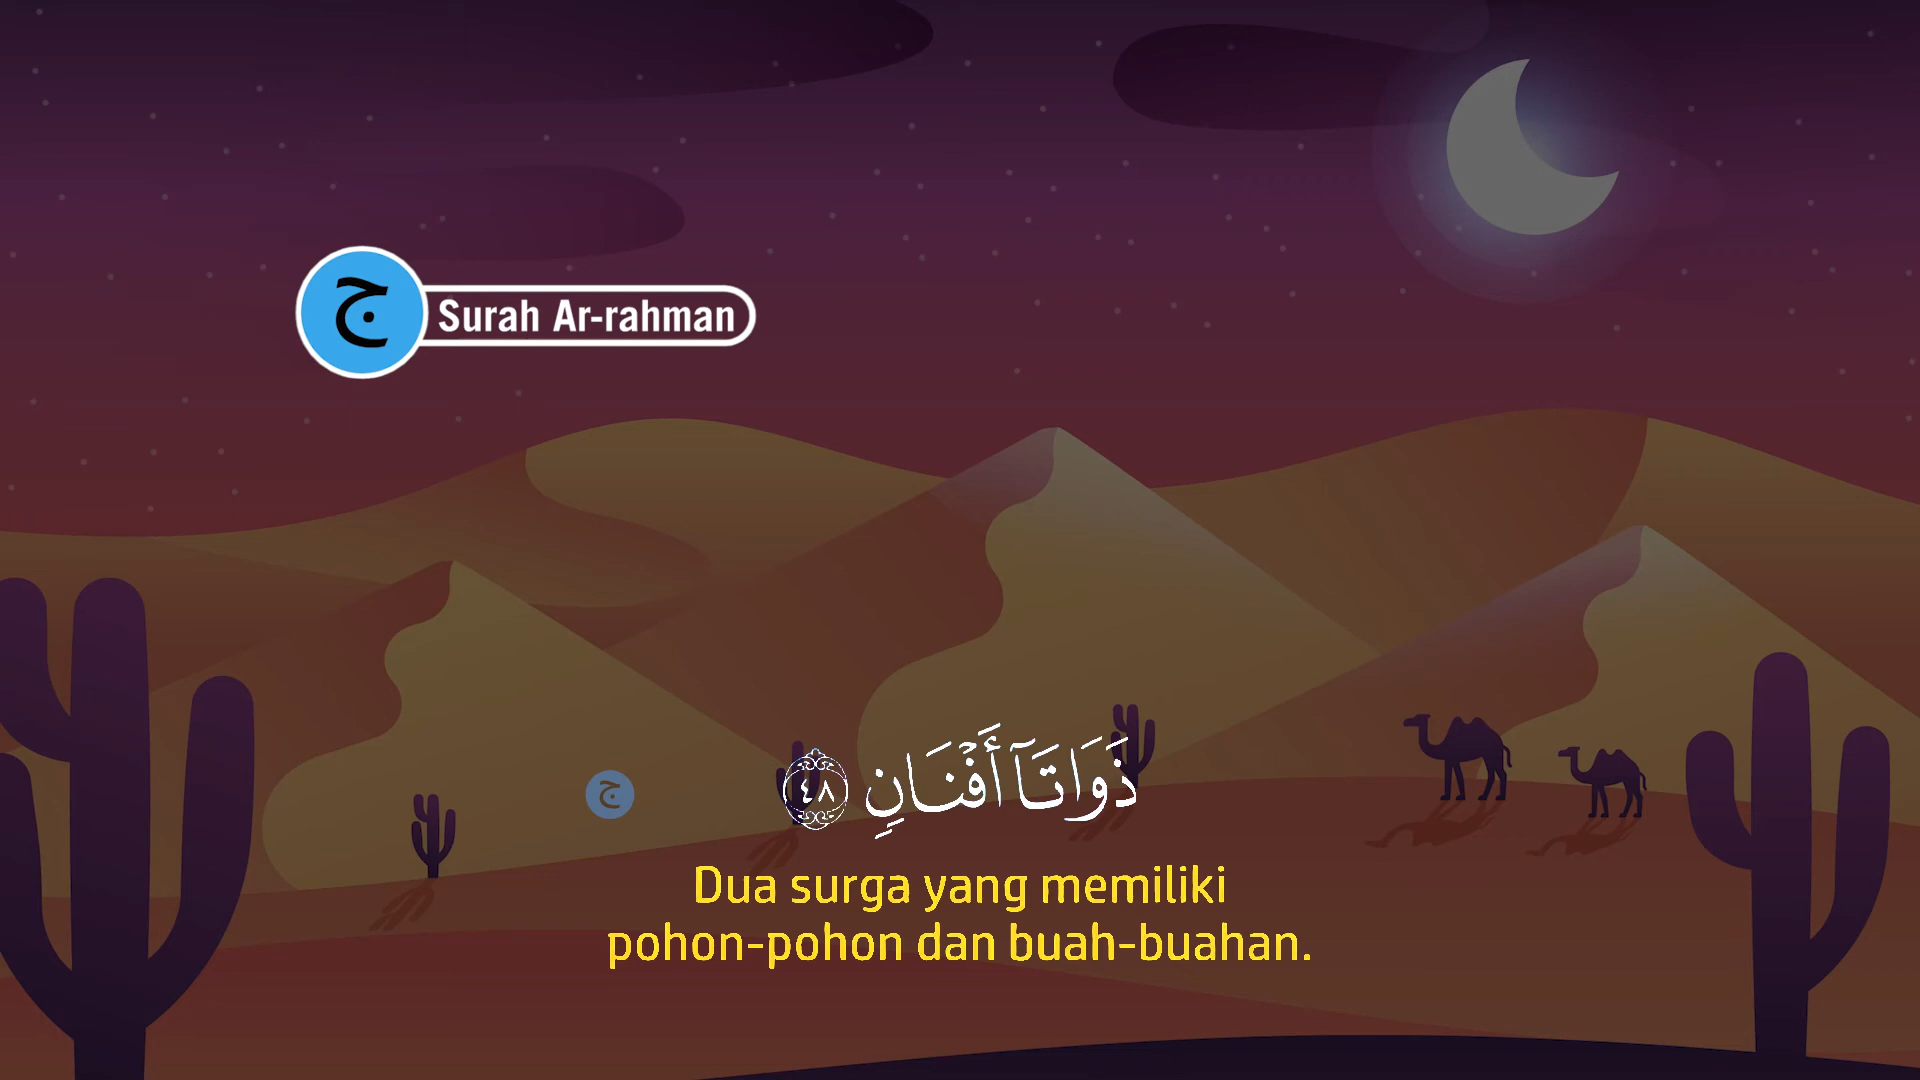 ج
Surah Ar-rahman
ج
ذَوَاتَآ أَفْنَانٍ ٤٨
Dua surga yang memiliki
pohon-pohon dan buah-buahan.